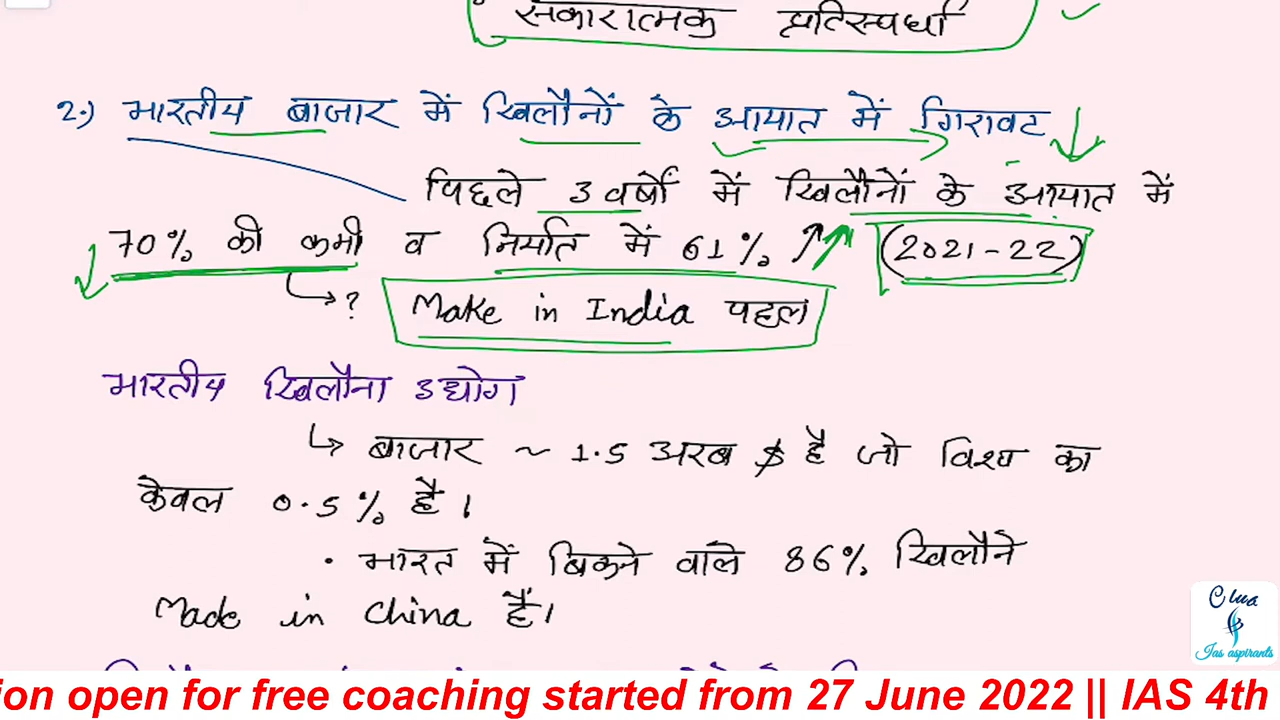 सकारात्मक प्रतिस्पर्धा
2.) भारतीय बाजार में खिलौनों के आयात में गिरावट ↓
पिछले 3 वर्षों में खिलौनों के आयात में
70% की कमी व निर्यात में 61% (2021-22)
→ ? Make in India पहल
भारतीय खिलौना उद्योग
↳ बाजार ~ 1.5 अरब $ है जो विश्व का
केवल 0.5% है।
• भारत में बिकने वाले 86% खिलौने
Made in China हैं।
Ias aspirants
ion open for free coaching started from 27 June 2022 || IAS 4th